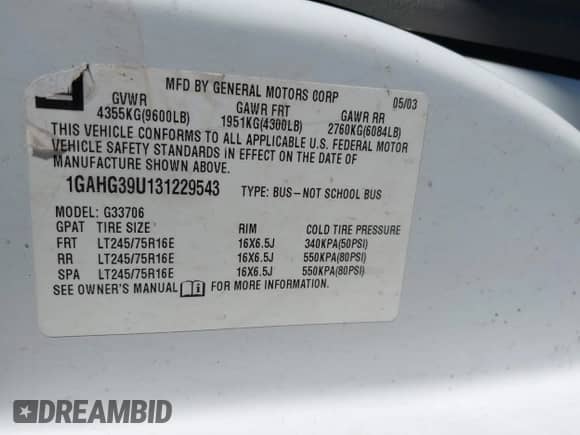 MFD BY GENERAL MOTORS CORP 05/03
GVWR GAWR FRT GAWR RR
4355KG(9600LB) 1951KG(4300LB) 2760KG(6084LB)
THIS VEHICLE CONFORMS TO ALL APPLICABLE U.S. FEDERAL MOTOR
VEHICLE SAFETY STANDARDS IN EFFECT ON THE DATE OF
MANUFACTURE SHOWN ABOVE.
1GAHG39U131229543 TYPE: BUS–NOT SCHOOL BUS
MODEL: G33706
GPAT TIRE SIZE RIM COLD TIRE PRESSURE
FRT LT245/75R16E 16X6.5J 340KPA(50PSI)
RR LT245/75R16E 16X6.5J 550KPA(80PSI)
SPA LT245/75R16E 16X6.5J 550KPA(80PSI)
SEE OWNER'S MANUAL FOR MORE INFORMATION.
DREAMBID